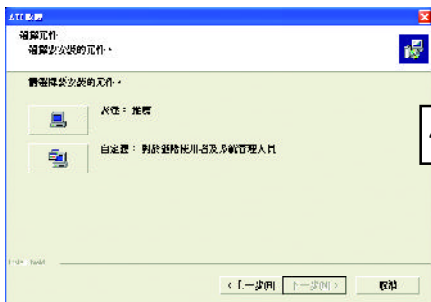 ATI 軟體
選擇元件
選擇要安裝的元件。
請選擇要安裝的元件。
快速： 推薦
自定義： 對於進階使用者及系統管理人員
< 上一步(B)
下一步(N) >
取消